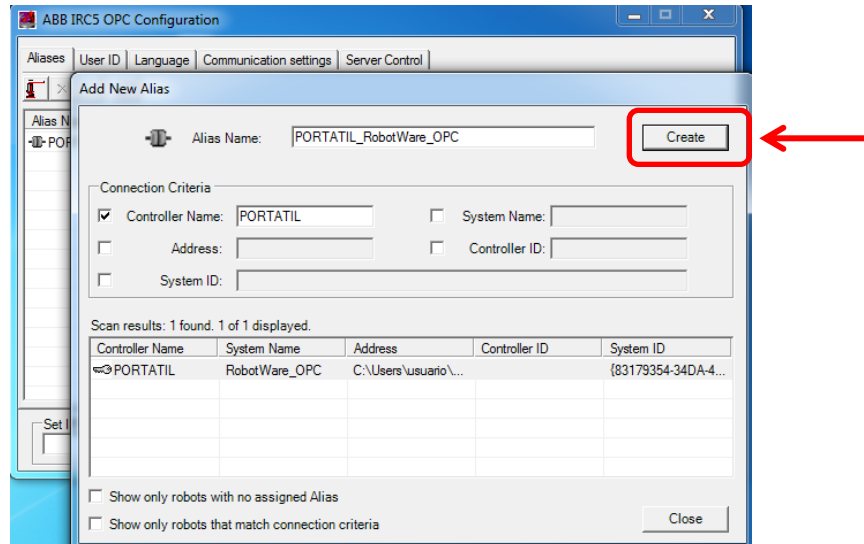 ABB IRC5 OPC Configuration
Aliases User ID Language Communication settings Server Control
Add New Alias
Alias N
POR
Alias Name: PORTATIL_RobotWare_OPC Create
Connection Criteria
Controller Name: PORTATIL System Name:
Address: Controller ID:
System ID:
Scan results: 1 found. 1 of 1 displayed.
Controller Name System Name Address Controller ID System ID
PORTATIL RobotWare_OPC C:\Users\usuario\... {83179354-34DA-4...
Set I
Show only robots with no assigned Alias
Show only robots that match connection criteria
Close